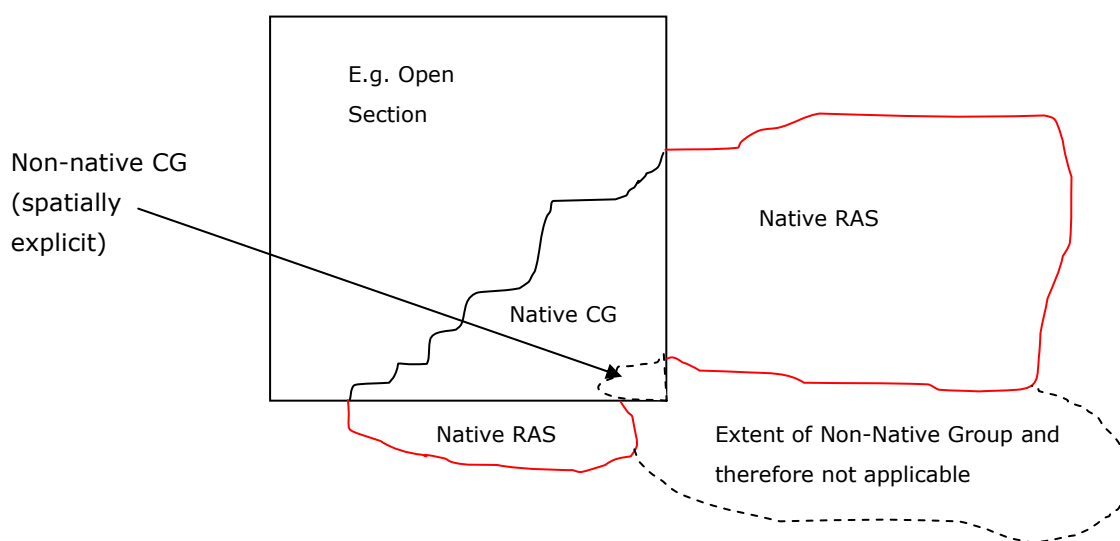 E.g. Open
Section
Non-native CG
(spatially
explicit)
Native RAS
Native CG
Native RAS
Extent of Non-Native Group and
therefore not applicable